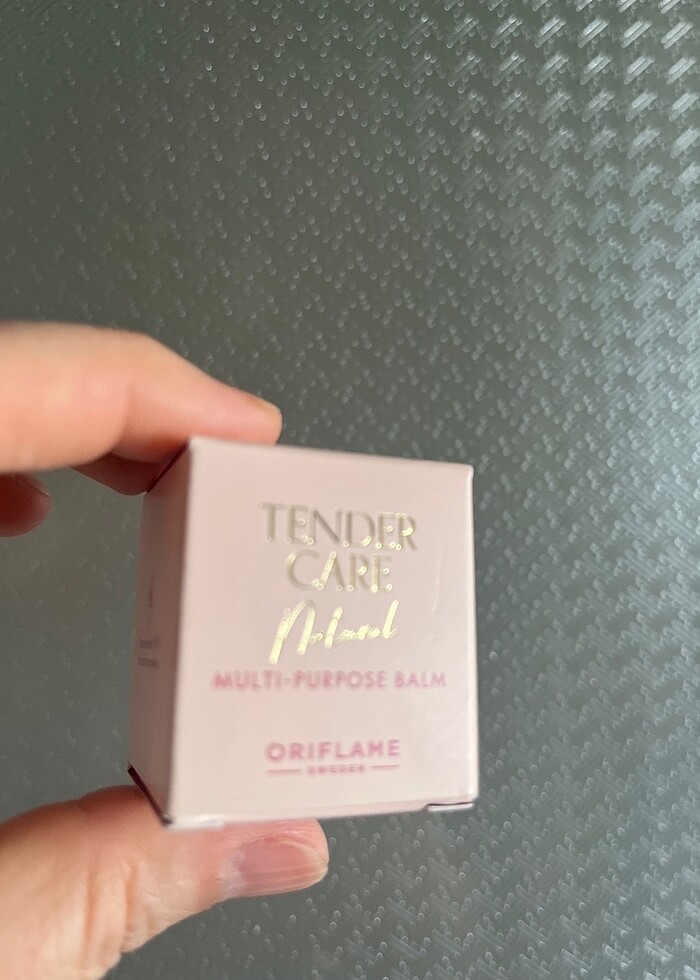 TENDER
CARE
Natural
MULTI-PURPOSE BALM
ORIFLAME
SWEDEN